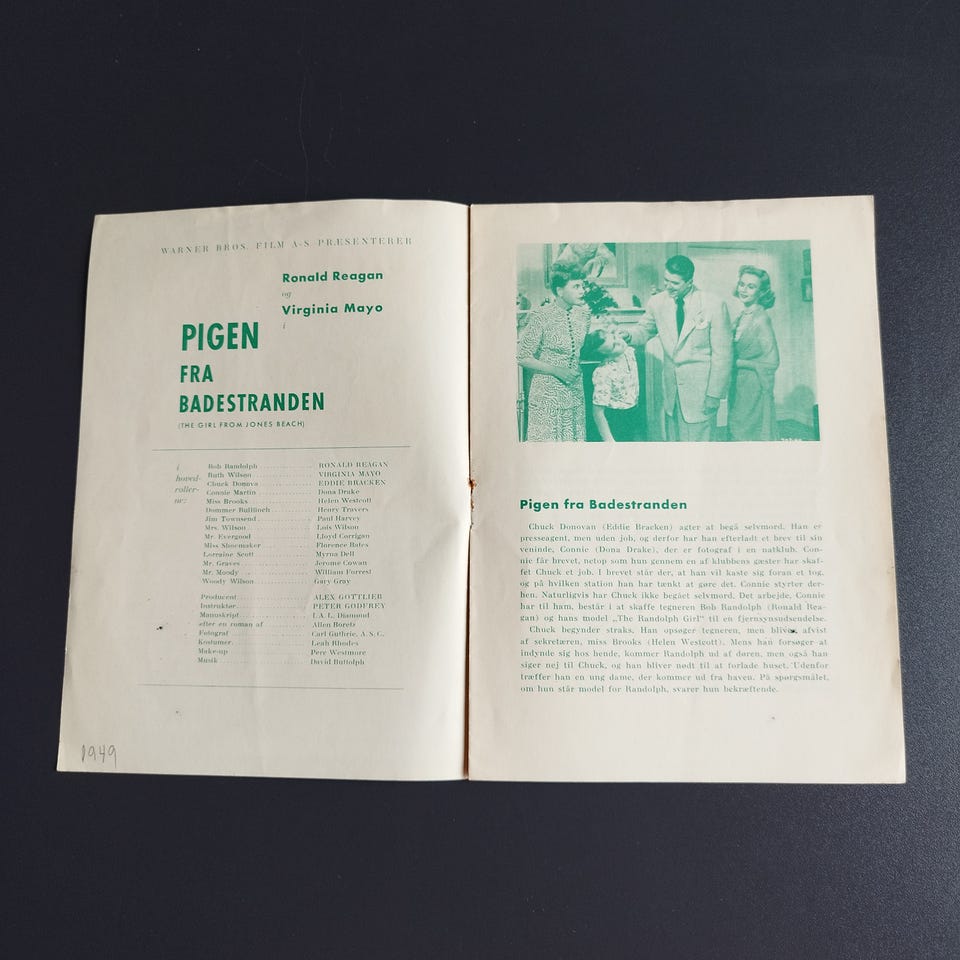 WARNER BROS. FILM A-S PRÆSENTERER
Ronald Reagan
og
Virginia Mayo
i
PIGEN
FRA
BADESTRANDEN
(THE GIRL FROM JONES BEACH)
i
hoved-
roller-
ne:
Bob Randolph ............ RONALD REAGAN
Ruth Wilson ............ VIRGINIA MAYO
Chuck Donova ............ EDDIE BRACKEN
Connie Martin ............ Dona Drake
Miss Brooks ............ Helen Westcott
Dommer Bullfinch ............ Henry Travers
Jim Townsend ............ Paul Harvey
Mrs. Wilson ............ Lois Wilson
Mr. Evergood ............ Lloyd Corrigan
Miss Shoemaker ............ Florence Bates
Lorraine Scott ............ Myrna Dell
Mr. Graves ............ Jerome Cowan
Mr. Moody ............ William Forrest
Woody Wilson ............ Gary Gray
Producent ............ ALEX GOTTLIEB
Instruktør ............ PETER GODFREY
Manuskript ............ I.A.L. Diamond
efter en roman af ............ Allen Boretz
Fotograf ............ Carl Guthrie, A.S.C.
Kostumer ............ Leah Rhodes
Make-up ............ Perc Westmore
Musik ............ David Buttolph
1949
Pigen fra Badestranden
Chuck Donovan (Eddie Bracken) agter at begå selvmord. Han er
presseagent, men uden job, og derfor har han efterladt et brev til sin
veninde, Connie (Dona Drake), der er fotograf i en natklub. Con-
nie får brevet, netop som hun gennem en af klubbens gæster har skaf-
fet Chuck et job. I brevet står der, at han vil kaste sig foran et tog,
og på hvilken station han har tænkt at gøre det. Connie styrter der-
hen. Naturligvis har Chuck ikke begået selvmord. Det arbejde, Connie
har til ham, består i at skaffe tegneren Bob Randolph (Ronald Rea-
gan) og hans model „The Randolph Girl“ til en fjernsynsudsendelse.
Chuck begynder straks. Han opsøger tegneren, men bliver afvist
af sekretæren, miss Brooks (Helen Westcott). Mens han forsøger at
indynde sig hos hende, kommer Randolph ud af døren, men også han
siger nej til Chuck, og han bliver nødt til at forlade huset. Udenfor
træffer han en ung dame, der kommer ud fra haven. På spørgsmålet,
om hun står model for Randolph, svarer hun bekræftende.